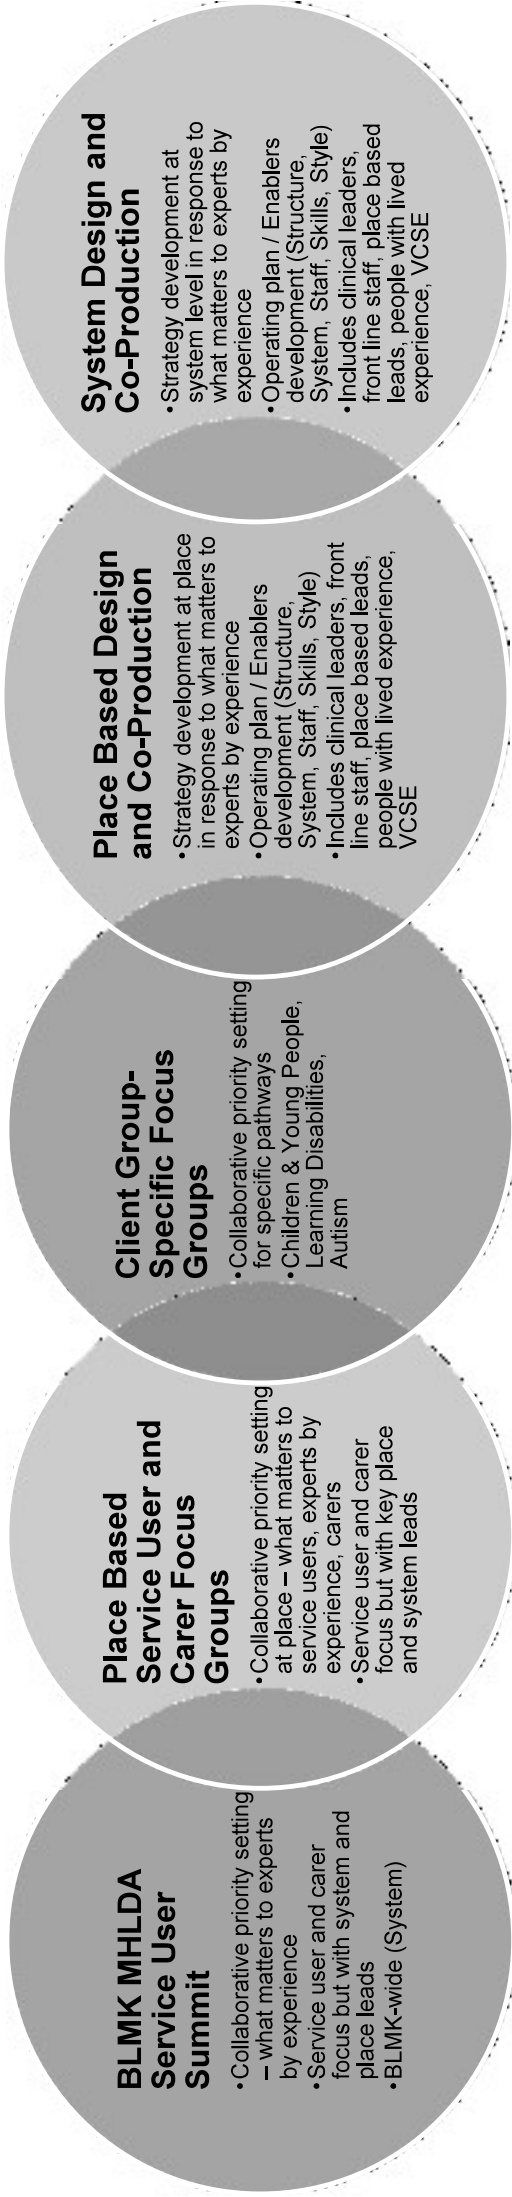 BLMK MHLDA
Service User
Summit
•Collaborative priority setting
– what matters to experts
by experience
•Service user and carer
focus but with system and
place leads
•BLMK-wide (System)
Place Based
Service User and
Carer Focus
Groups
•Collaborative priority setting
at place – what matters to
service users, experts by
experience, carers
•Service user and carer
focus but with key place
and system leads
Client Group-
Specific Focus
Groups
•Collaborative priority setting
for specific pathways
•Children & Young People,
Learning Disabilities,
Autism
Place Based Design
and Co-Production
•Strategy development at place
in response to what matters to
experts by experience
•Operating plan / Enablers
development (Structure,
System, Staff, Skills, Style)
•Includes clinical leaders, front
line staff, place based leads,
people with lived experience,
VCSE
System Design and
Co-Production
•Strategy development at
system level in response to
what matters to experts by
experience
•Operating plan / Enablers
development (Structure,
System, Staff, Skills, Style)
•Includes clinical leaders,
front line staff, place based
leads, people with lived
experience, VCSE